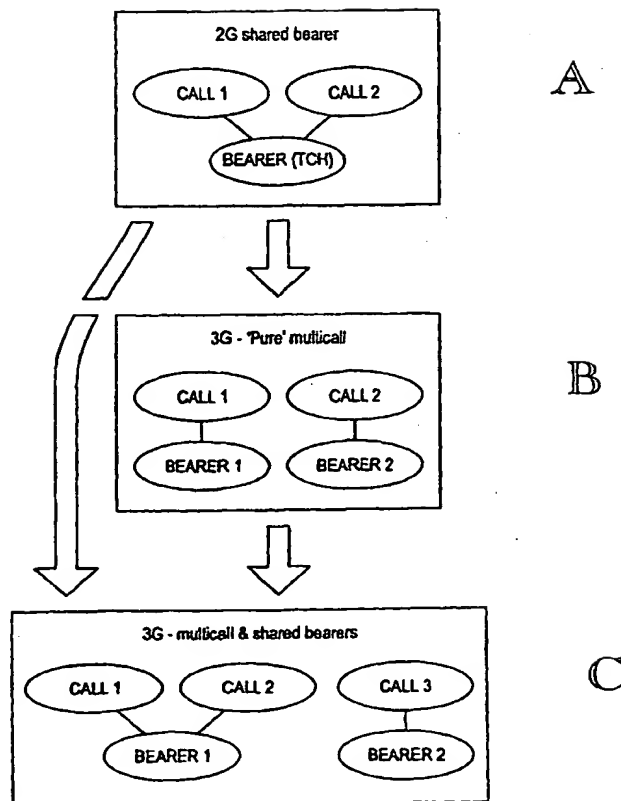 2G shared bearer
A
CALL 1
CALL 2
BEARER (TCH)
3G - 'Pure' multicall
B
CALL 1
CALL 2
BEARER 1
BEARER 2
3G - multicall & shared bearers
C
CALL 1
CALL 2
CALL 3
BEARER 1
BEARER 2